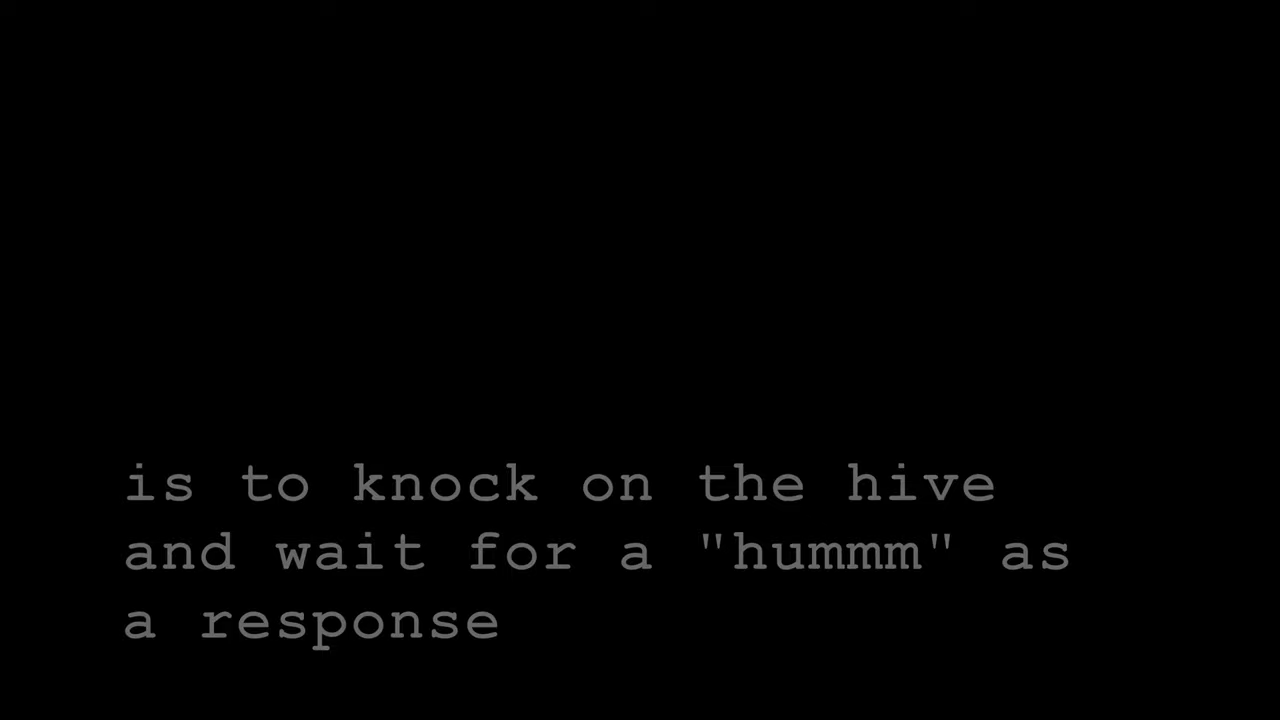 is to knock on the hive
and wait for a "hummm" as
a response